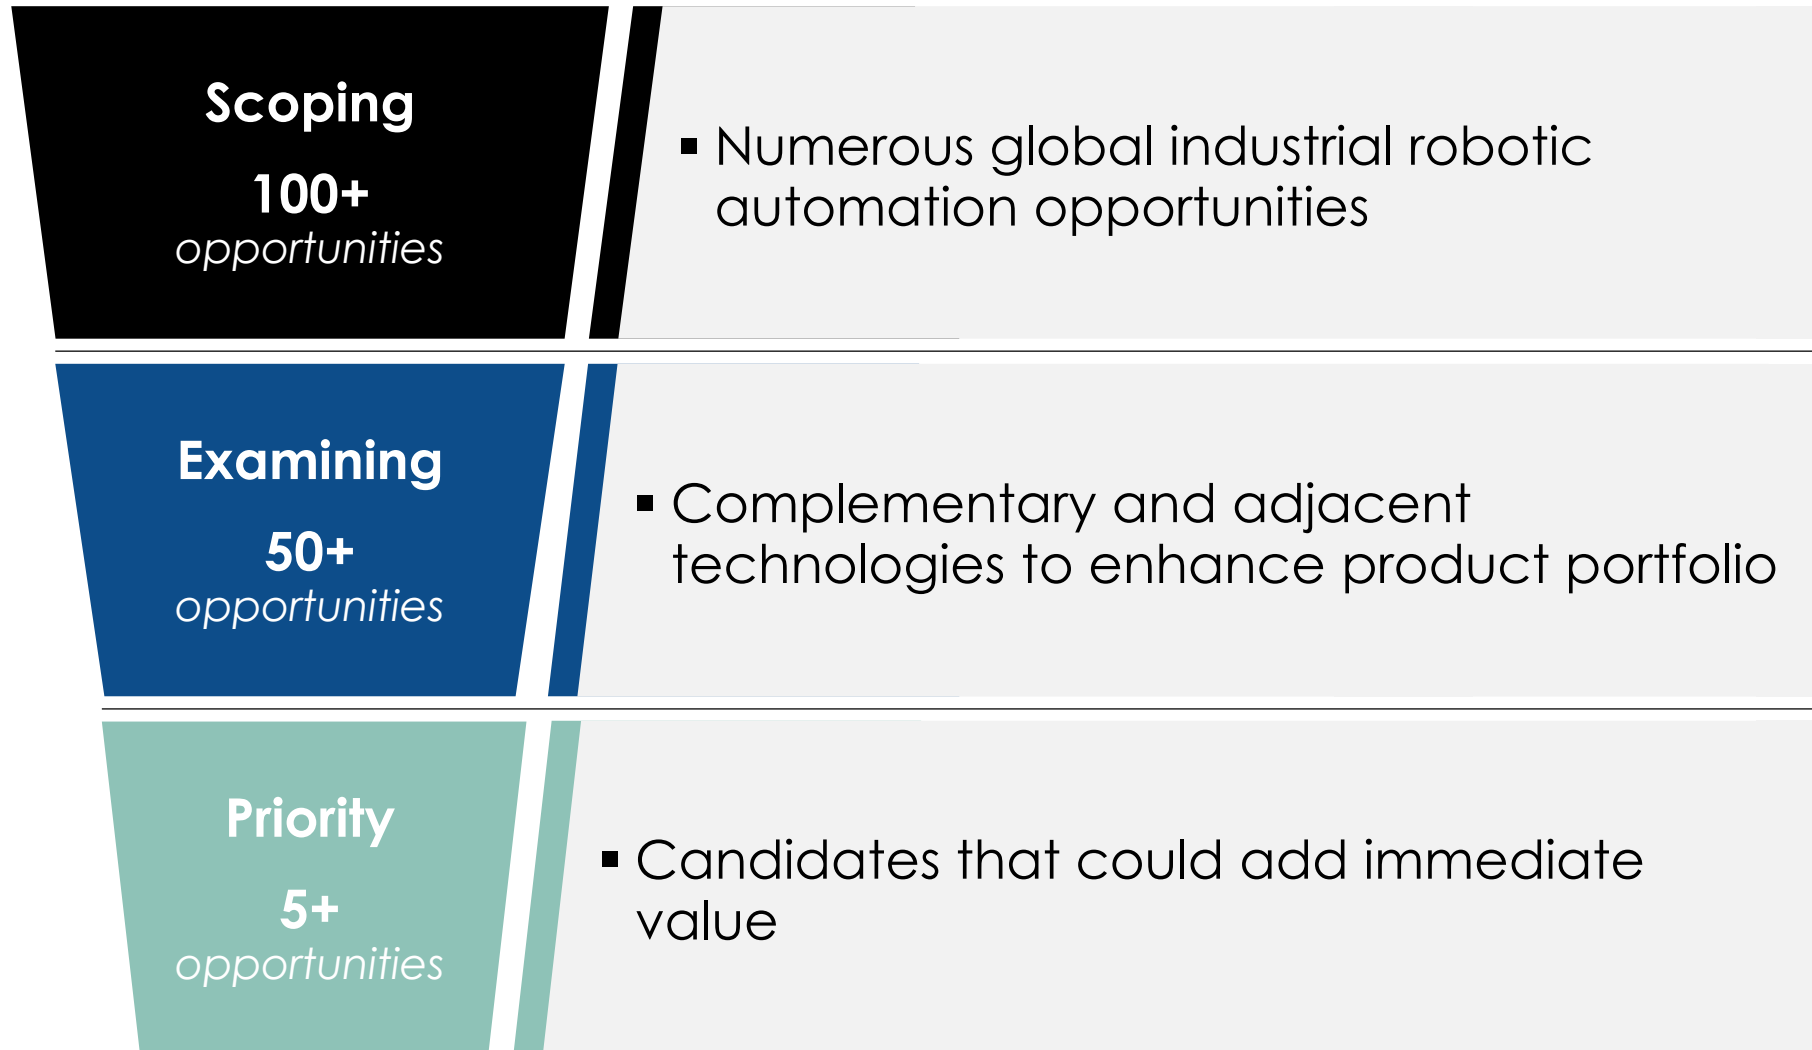 Scoping
100+
opportunities
▪ Numerous global industrial robotic
automation opportunities
Examining
50+
opportunities
▪ Complementary and adjacent
technologies to enhance product portfolio
Priority
5+
opportunities
▪ Candidates that could add immediate
value